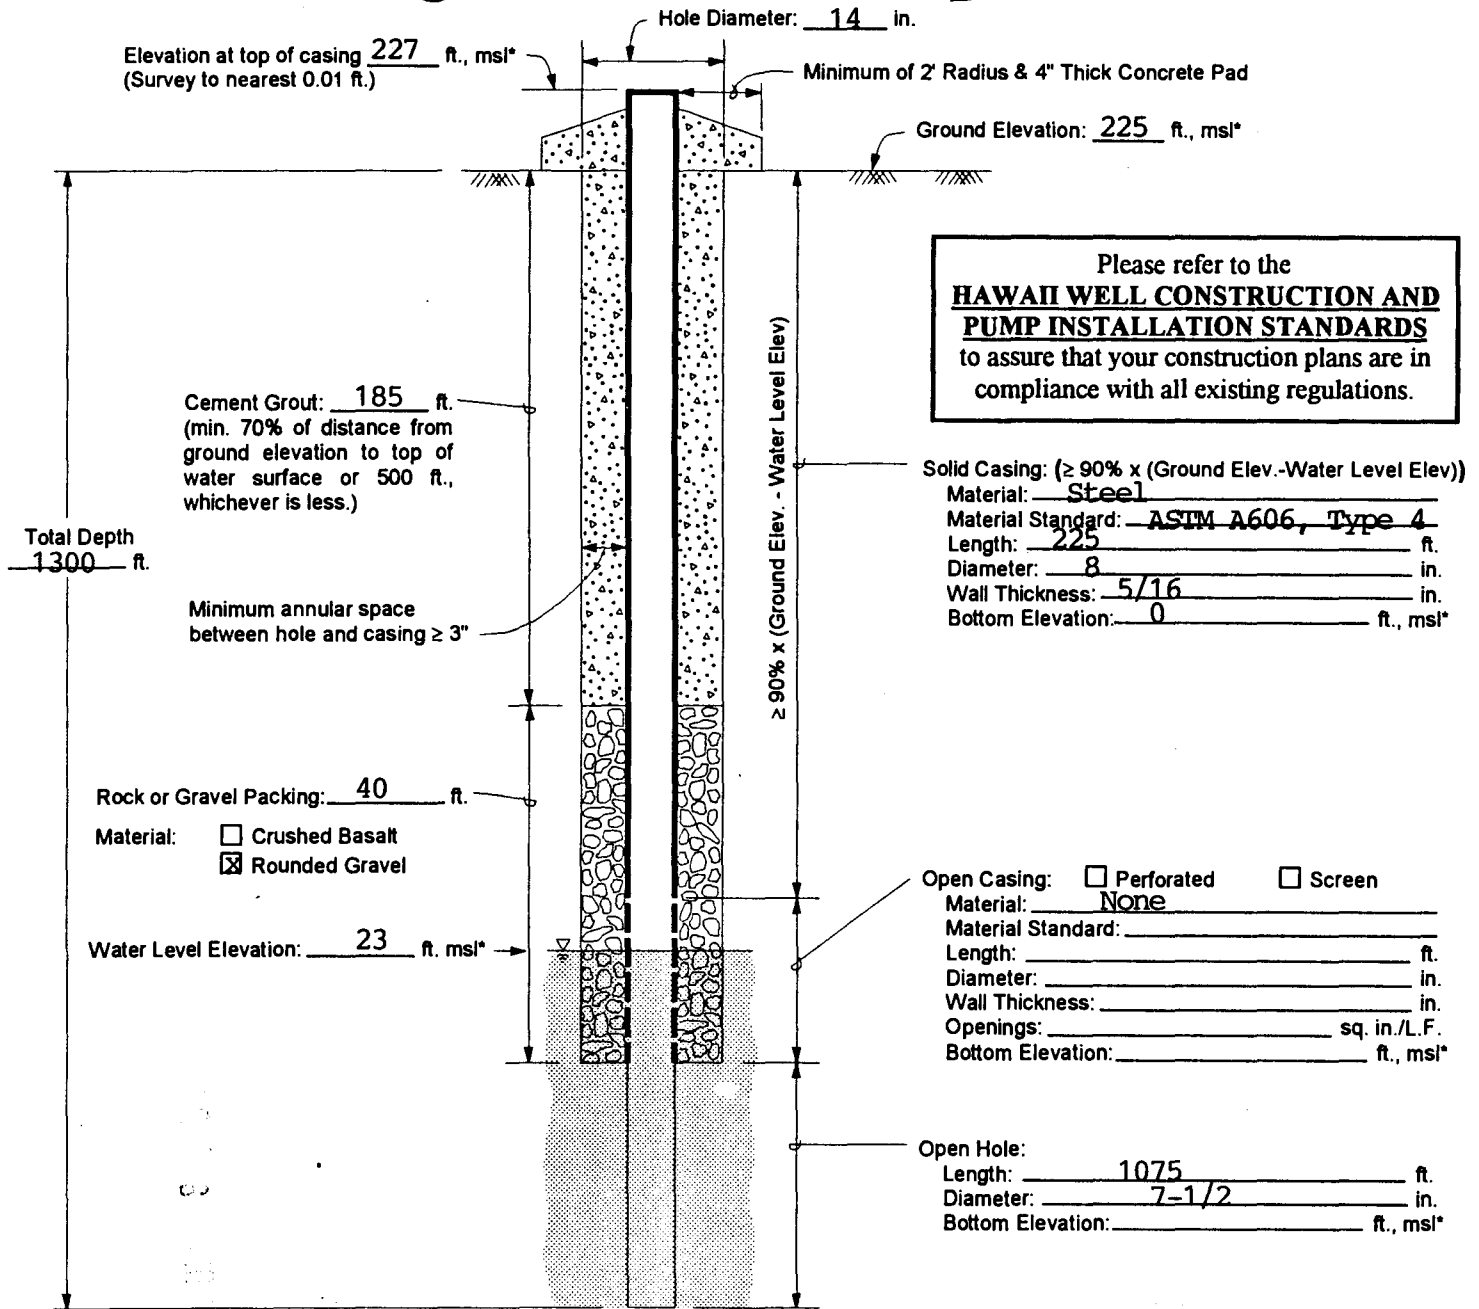 Hole Diameter: 14 in.
Elevation at top of casing 227 ft., msl*
(Survey to nearest 0.01 ft.)
Minimum of 2' Radius & 4" Thick Concrete Pad
Ground Elevation: 225 ft., msl*
Please refer to the
HAWAII WELL CONSTRUCTION AND
PUMP INSTALLATION STANDARDS
to assure that your construction plans are in
compliance with all existing regulations.
Cement Grout: 185 ft.
(min. 70% of distance from
ground elevation to top of
water surface or 500 ft.,
whichever is less.)
≥ 90% x (Ground Elev. - Water Level Elev)
Solid Casing: (≥ 90% x (Ground Elev.-Water Level Elev))
Material: Steel
Material Standard: ASTM A606, Type 4
Length: 225 ft.
Diameter: 8 in.
Wall Thickness: 5/16 in.
Bottom Elevation: 0 ft., msl*
Total Depth
1300 ft.
Minimum annular space
between hole and casing ≥ 3"
Rock or Gravel Packing: 40 ft.
Material: ☐ Crushed Basalt
☒ Rounded Gravel
Water Level Elevation: 23 ft. msl*
Open Casing: ☐ Perforated ☐ Screen
Material: None
Material Standard:
Length: ft.
Diameter: in.
Wall Thickness: in.
Openings: sq. in./L.F.
Bottom Elevation: ft., msl*
Open Hole:
Length: 1075 ft.
Diameter: 7-1/2 in.
Bottom Elevation: ft., msl*